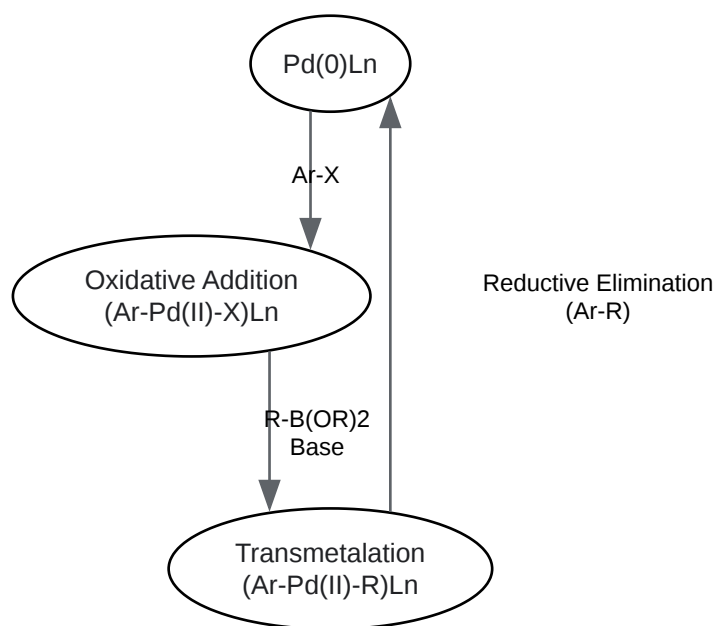 Pd(0)Ln
Ar-X
Oxidative Addition
(Ar-Pd(II)-X)Ln
Reductive Elimination
(Ar-R)
R-B(OR)2
Base
Transmetalation
(Ar-Pd(II)-R)Ln